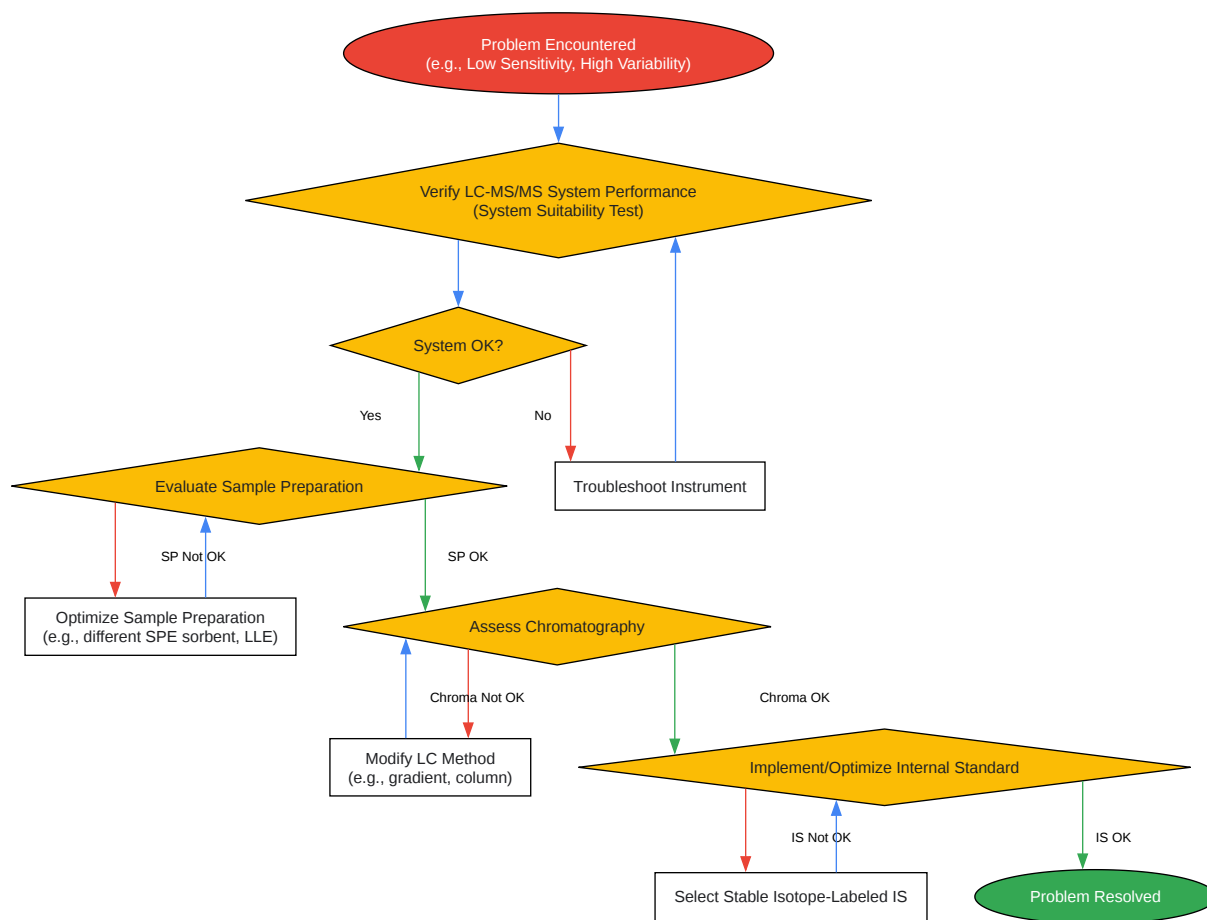 Problem Encountered
(e.g., Low Sensitivity, High Variability)
Verify LC-MS/MS System Performance
(System Suitability Test)
System OK?
Yes
No
Evaluate Sample Preparation
Troubleshoot Instrument
SP Not OK
SP OK
Optimize Sample Preparation
(e.g., different SPE sorbent, LLE)
Assess Chromatography
Chroma Not OK
Chroma OK
Modify LC Method
(e.g., gradient, column)
Implement/Optimize Internal Standard
IS Not OK
IS OK
Select Stable Isotope-Labeled IS
Problem Resolved